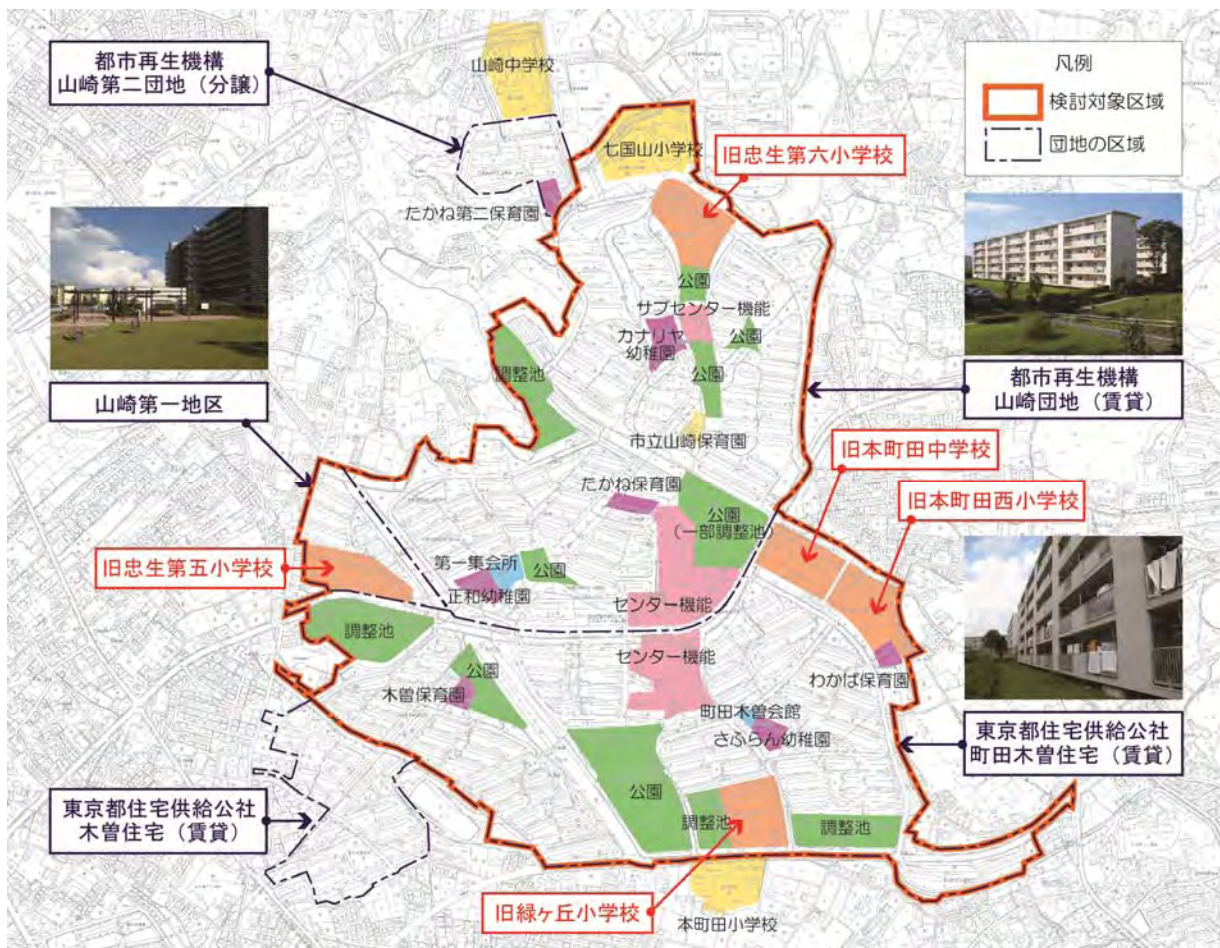 都市再生機構
山崎第二団地（分譲）
山崎中学校
凡例
検討対象区域
団地の区域
七国山小学校
旧忠生第六小学校
たかね第二保育園
公園
サブセンター機能
カナリヤ
幼稚園
公園
公園
調整池
山崎第一地区
都市再生機構
山崎団地（賃貸）
市立山崎保育園
旧本町田中学校
たかね保育園
旧本町田西小学校
公園
（一部調整池）
旧忠生第五小学校
第一集会所
公園
正和幼稚園
センター機能
調整池
センター機能
公園
わかば保育園
木曽保育園
町田木曽会館
さふらん幼稚園
東京都住宅供給公社
町田木曽住宅（賃貸）
公園
東京都住宅供給公社
木曽住宅（賃貸）
調整池
調整池
旧緑ヶ丘小学校
本町田小学校